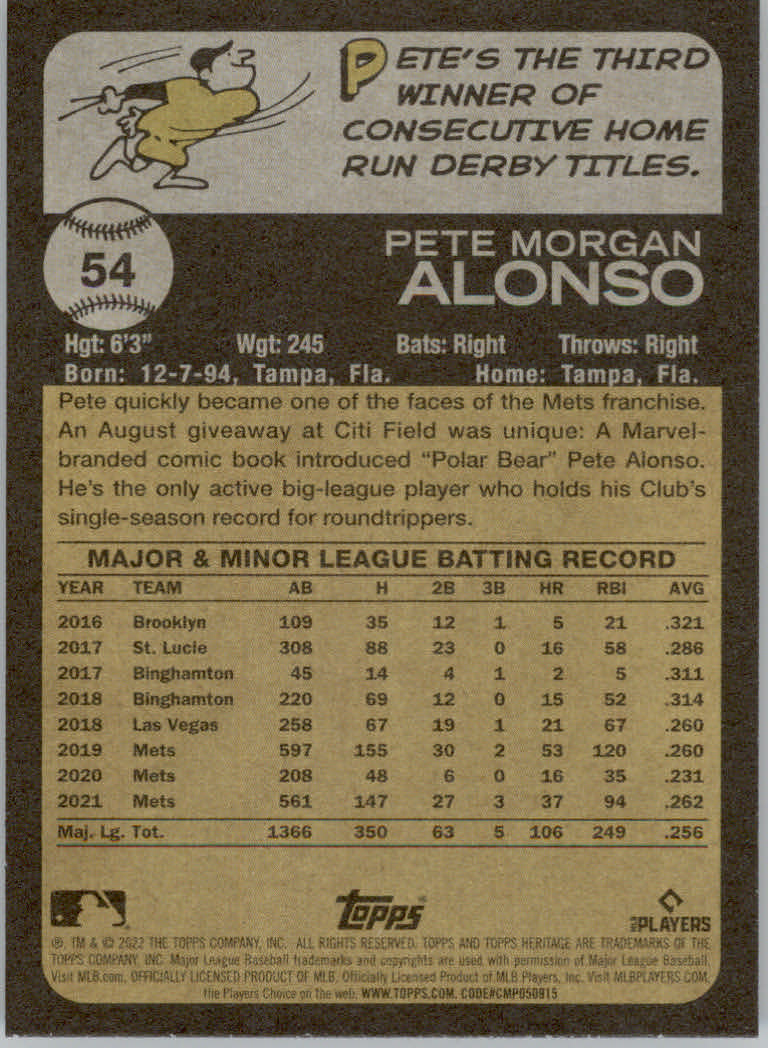 PETE'S THE THIRD
WINNER OF
CONSECUTIVE HOME
RUN DERBY TITLES.
54
PETE MORGAN
ALONSO
Hgt: 6'3" Wgt: 245 Bats: Right Throws: Right
Born: 12-7-94, Tampa, Fla. Home: Tampa, Fla.
Pete quickly became one of the faces of the Mets franchise.
An August giveaway at Citi Field was unique: A Marvel-
branded comic book introduced "Polar Bear" Pete Alonso.
He's the only active big-league player who holds his Club's
single-season record for roundtrippers.
MAJOR & MINOR LEAGUE BATTING RECORD
YEAR TEAM AB H 2B 3B HR RBI AVG
2016 Brooklyn 109 35 12 1 5 21 .321
2017 St. Lucie 308 88 23 0 16 58 .286
2017 Binghamton 45 14 4 1 2 5 .311
2018 Binghamton 220 69 12 0 15 52 .314
2018 Las Vegas 258 67 19 1 21 67 .260
2019 Mets 597 155 30 2 53 120 .260
2020 Mets 208 48 6 0 16 35 .231
2021 Mets 561 147 27 3 37 94 .262
Maj. Lg. Tot. 1366 350 63 5 106 249 .256
topps
MLB PLAYERS
®, TM & © 2022 THE TOPPS COMPANY, INC. ALL RIGHTS RESERVED. TOPPS AND TOPPS HERITAGE ARE TRADEMARKS OF THE
TOPPS COMPANY, INC. Major League Baseball trademarks and copyrights are used with permission of Major League Baseball.
Visit MLB.com. OFFICIALLY LICENSED PRODUCT OF MLB. Officially Licensed Product of MLB Players, Inc. Visit MLBPLAYERS.COM,
the Players Choice on the web. WWW.TOPPS.COM. CODE#CMP050915